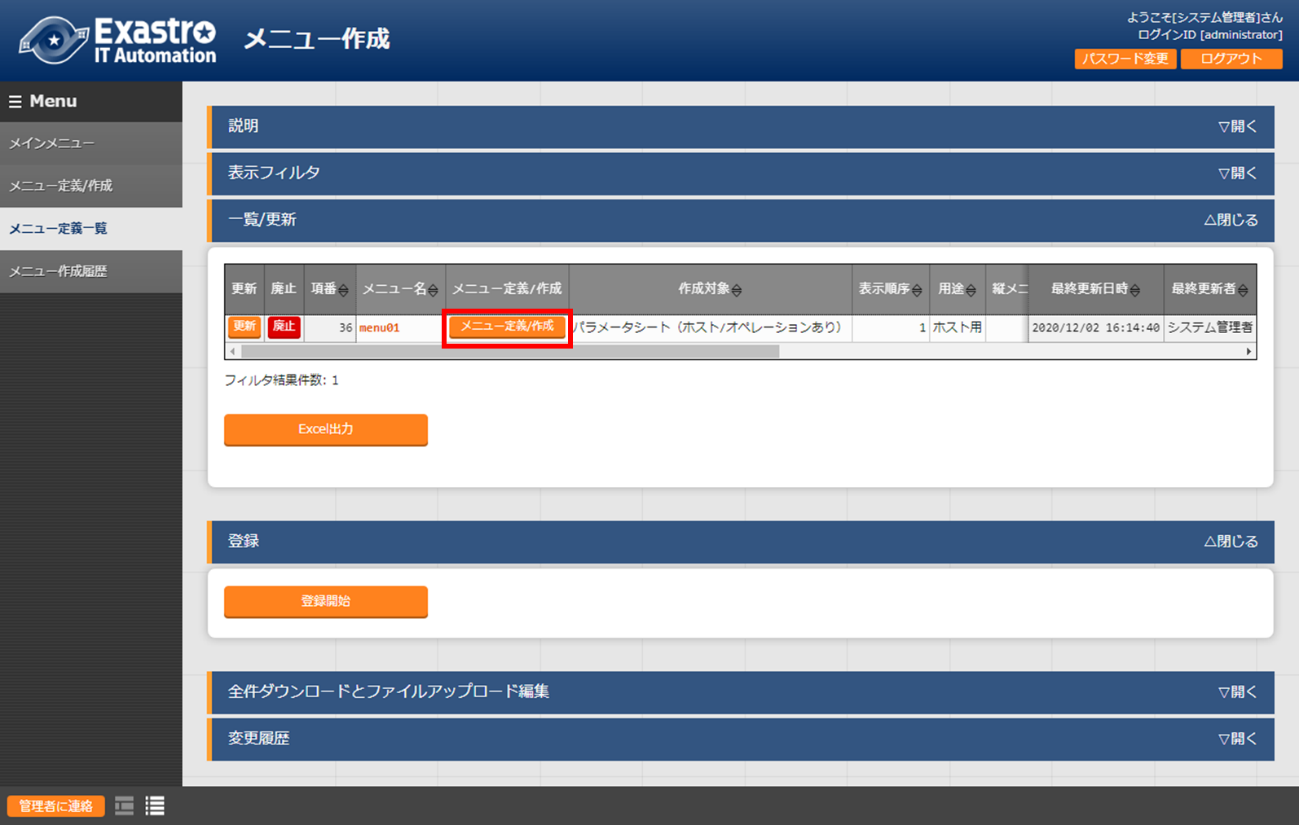 Exastro
IT Automation
メニュー作成
ようこそ[システム管理者]さん
ログインID [administrator]
パスワード変更 ログアウト
Menu
メインメニュー
メニュー定義/作成
メニュー定義一覧
メニュー作成履歴
説明 ▽開く
表示フィルタ ▽開く
一覧/更新 △閉じる
更新 廃止 項番 メニュー名 メニュー定義/作成 作成対象 表示順序 用途 縦メニ 最終更新日時 最終更新者
更新 廃止 36 menu01 メニュー定義/作成 パラメータシート（ホスト/オペレーションあり） 1 ホスト用 2020/12/02 16:14:40 システム管理者
フィルタ結果件数: 1
Excel出力
登録 △閉じる
登録開始
全件ダウンロードとファイルアップロード編集 ▽開く
変更履歴 ▽開く
管理者に連絡